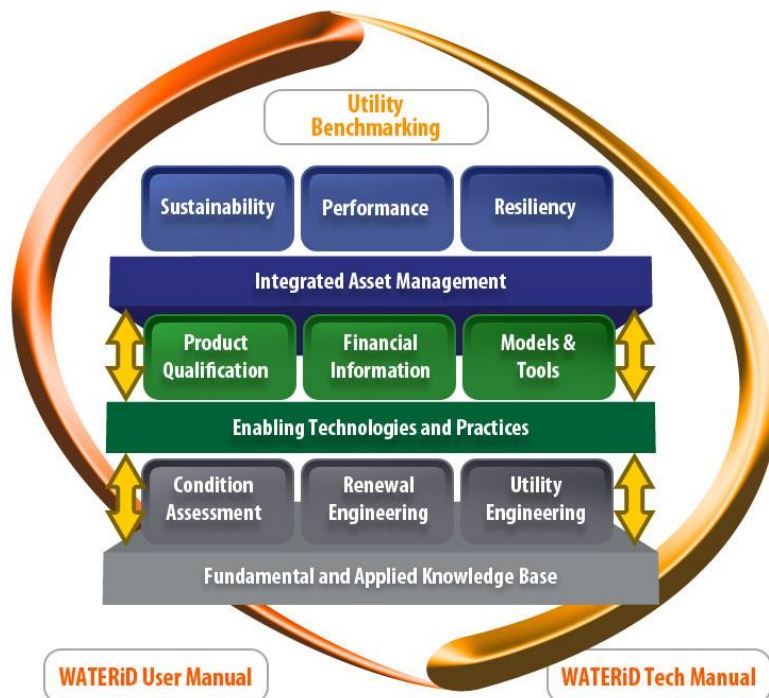 Utility
Benchmarking
Sustainability
Performance
Resiliency
Integrated Asset Management
Product
Qualification
Financial
Information
Models &
Tools
Enabling Technologies and Practices
Condition
Assessment
Renewal
Engineering
Utility
Engineering
Fundamental and Applied Knowledge Base
WATERiD User Manual
WATERiD Tech Manual